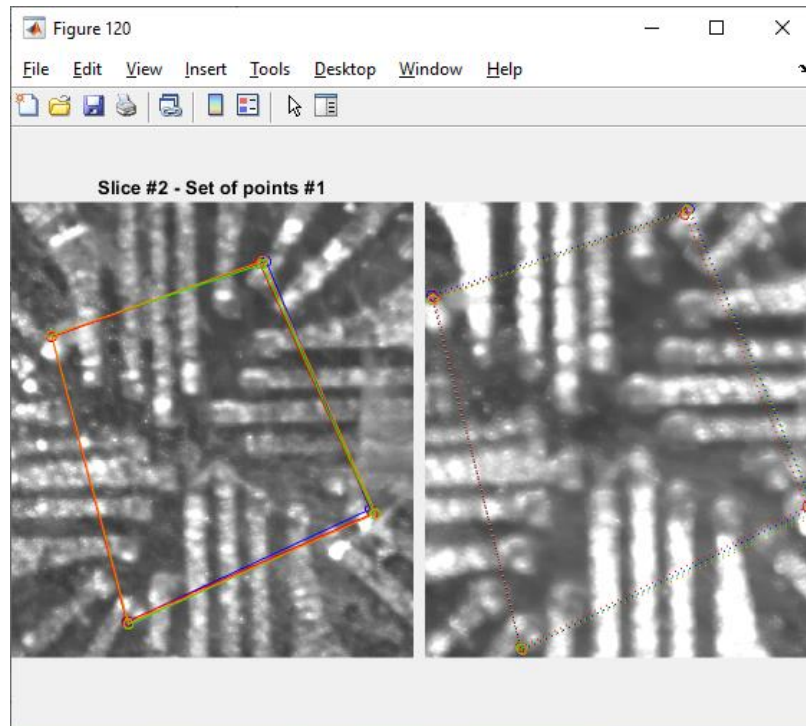 Figure 120
File Edit View Insert Tools Desktop Window Help
Slice #2 - Set of points #1